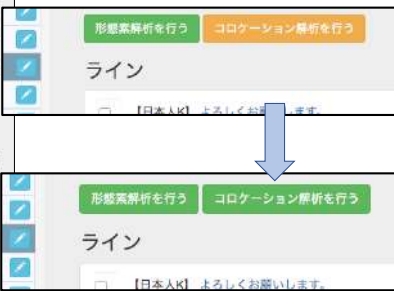 形態素解析を行う コロケーション解析を行う
ライン
【日本人K】 よろしくお願いします。
形態素解析を行う コロケーション解析を行う
ライン
【日本人K】 よろしくお願いします。